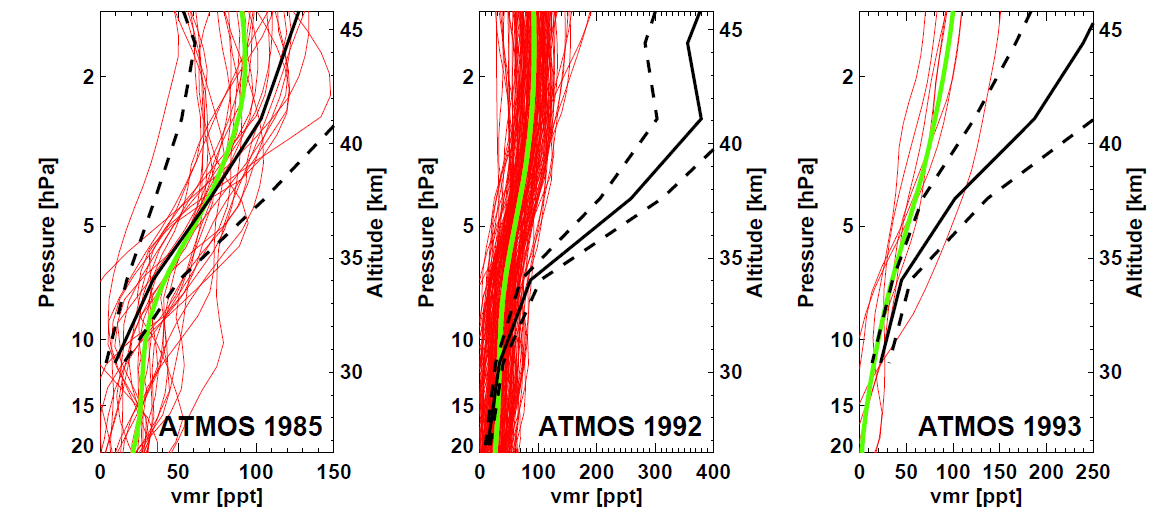 2
5
10
15
20
Pressure [hPa]
45
40
35
30
Altitude [km]
ATMOS 1985
0 50 100 150
vmr [ppt]
2
5
10
15
20
Pressure [hPa]
45
40
35
30
Altitude [km]
ATMOS 1992
0 100 200 300 400
vmr [ppt]
2
5
10
15
20
Pressure [hPa]
45
40
35
30
Altitude [km]
ATMOS 1993
0 50 100 150 200 250
vmr [ppt]